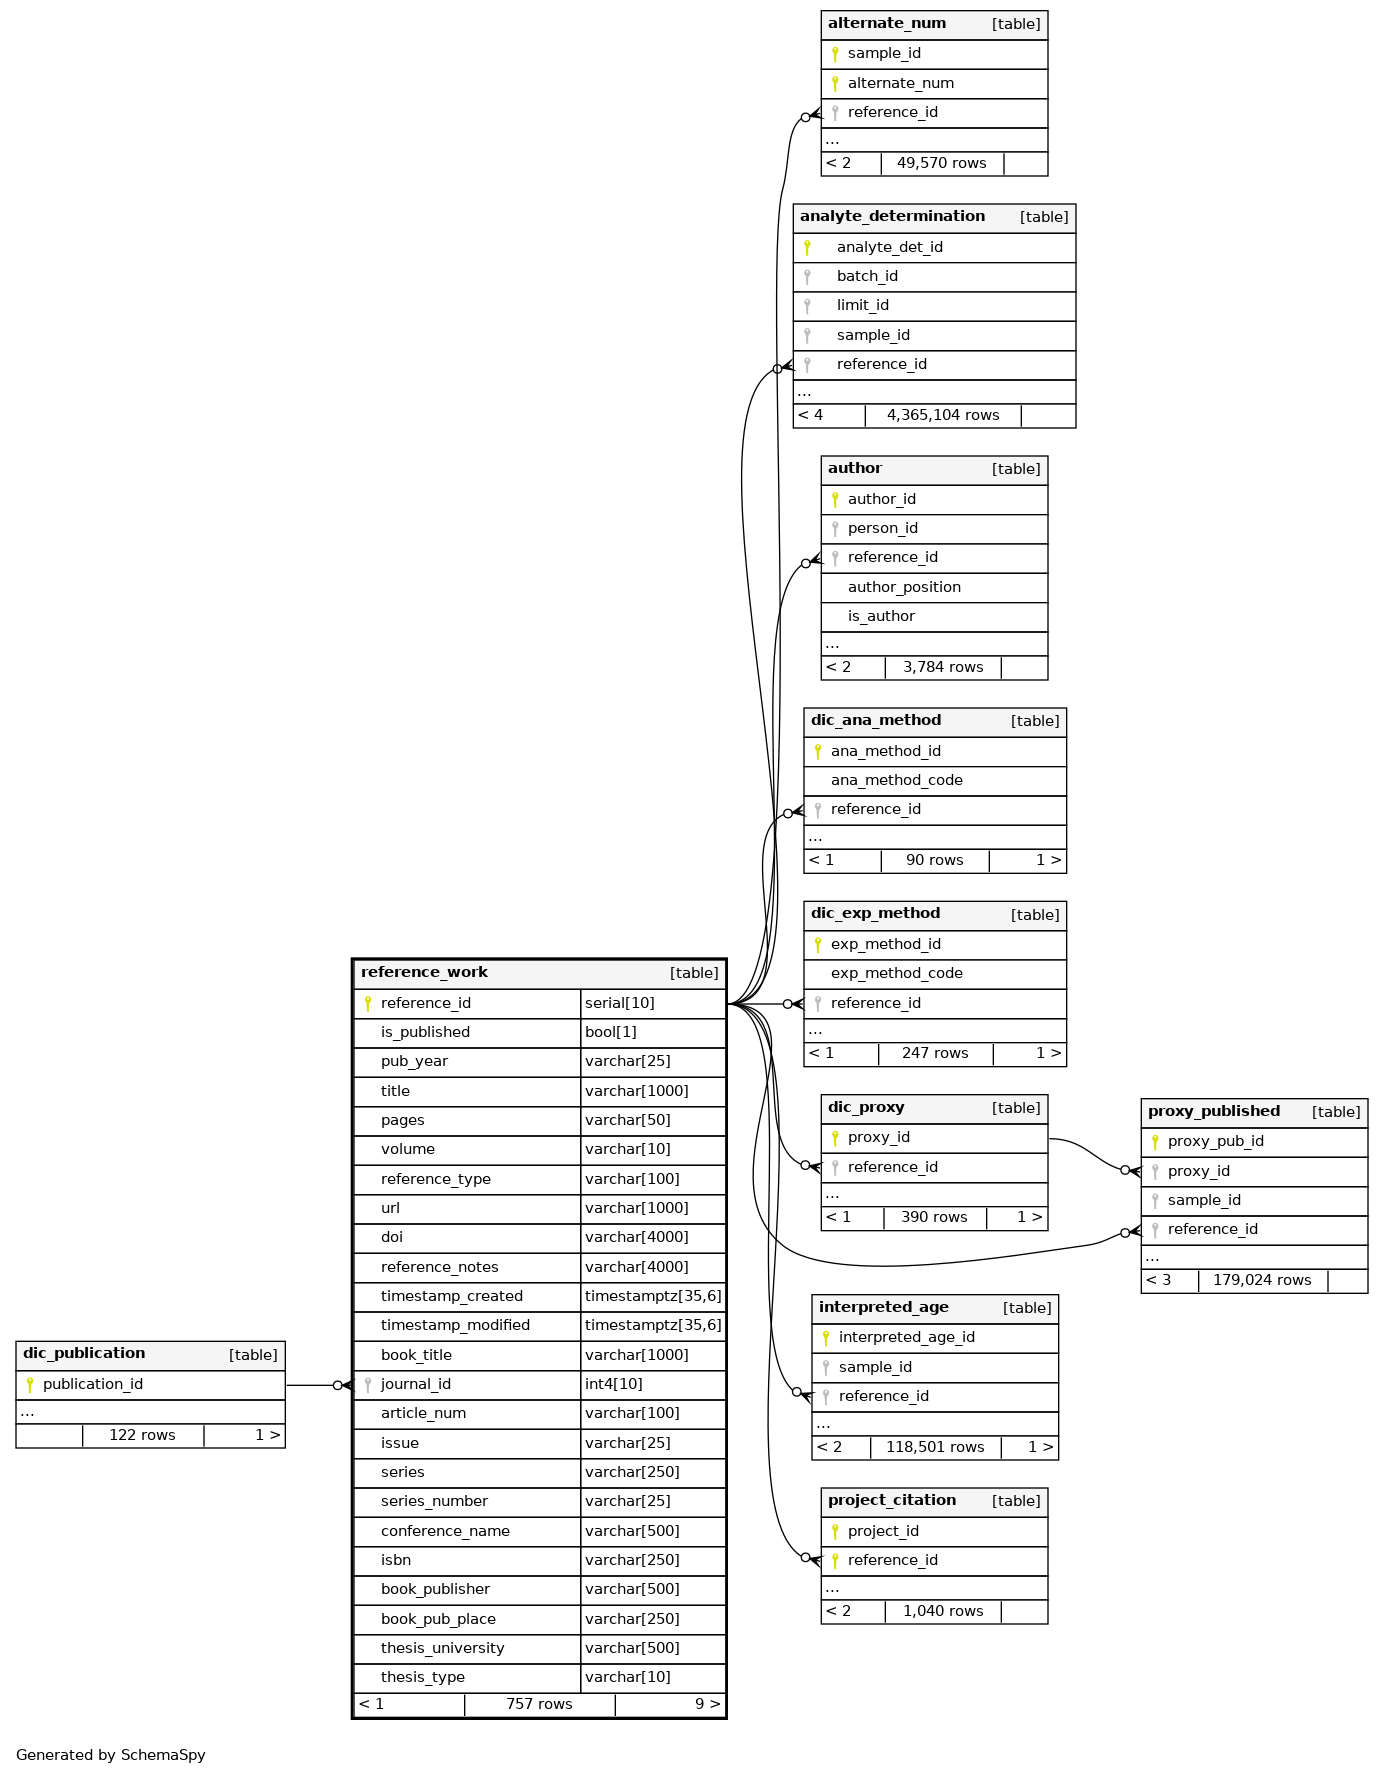 alternate_num [table]
sample_id
alternate_num
reference_id
...
< 2 49,570 rows
analyte_determination [table]
analyte_det_id
batch_id
limit_id
sample_id
reference_id
...
< 4 4,365,104 rows
author [table]
author_id
person_id
reference_id
author_position
is_author
...
< 2 3,784 rows
dic_ana_method [table]
ana_method_id
ana_method_code
reference_id
...
< 1 90 rows 1 >
dic_exp_method [table]
exp_method_id
exp_method_code
reference_id
...
< 1 247 rows 1 >
dic_proxy [table]
proxy_id
reference_id
...
< 1 390 rows 1 >
proxy_published [table]
proxy_pub_id
proxy_id
sample_id
reference_id
...
< 3 179,024 rows
interpreted_age [table]
interpreted_age_id
sample_id
reference_id
...
< 2 118,501 rows 1 >
project_citation [table]
project_id
reference_id
...
< 2 1,040 rows
reference_work [table]
reference_id serial[10]
is_published bool[1]
pub_year varchar[25]
title varchar[1000]
pages varchar[50]
volume varchar[10]
reference_type varchar[100]
url varchar[1000]
doi varchar[4000]
reference_notes varchar[4000]
timestamp_created timestamptz[35,6]
timestamp_modified timestamptz[35,6]
book_title varchar[1000]
journal_id int4[10]
article_num varchar[100]
issue varchar[25]
series varchar[250]
series_number varchar[25]
conference_name varchar[500]
isbn varchar[250]
book_publisher varchar[500]
book_pub_place varchar[250]
thesis_university varchar[500]
thesis_type varchar[10]
< 1 757 rows 9 >
dic_publication [table]
publication_id
...
122 rows 1 >
Generated by SchemaSpy